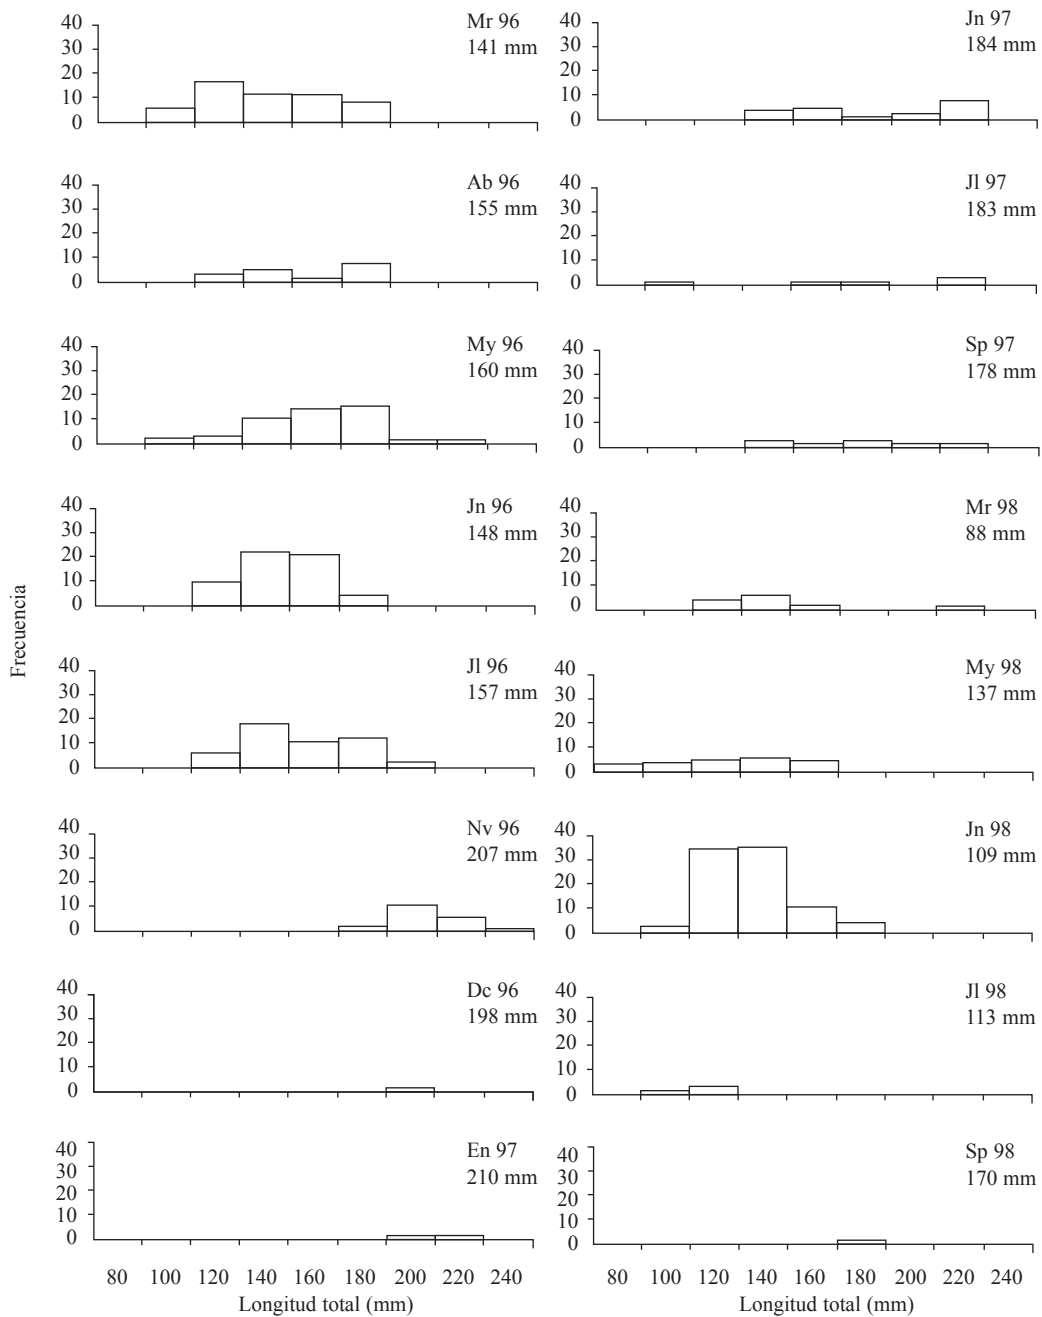 Frecuencia
40
30
20
10
0
Mr 96
141 mm
40
30
20
10
0
Ab 96
155 mm
40
30
20
10
0
My 96
160 mm
40
30
20
10
0
Jn 96
148 mm
40
30
20
10
0
Jl 96
157 mm
40
30
20
10
0
Nv 96
207 mm
40
30
20
10
0
Dc 96
198 mm
40
30
20
10
0
En 97
210 mm
80 100 120 140 160 180 200 220 240
Longitud total (mm)
40
30
20
10
0
Jn 97
184 mm
40
30
20
10
0
Jl 97
183 mm
40
30
20
10
0
Sp 97
178 mm
40
30
20
10
0
Mr 98
88 mm
40
30
20
10
0
My 98
137 mm
40
30
20
10
0
Jn 98
109 mm
40
30
20
10
0
Jl 98
113 mm
40
30
20
10
0
Sp 98
170 mm
80 100 120 140 160 180 200 220 240
Longitud total (mm)